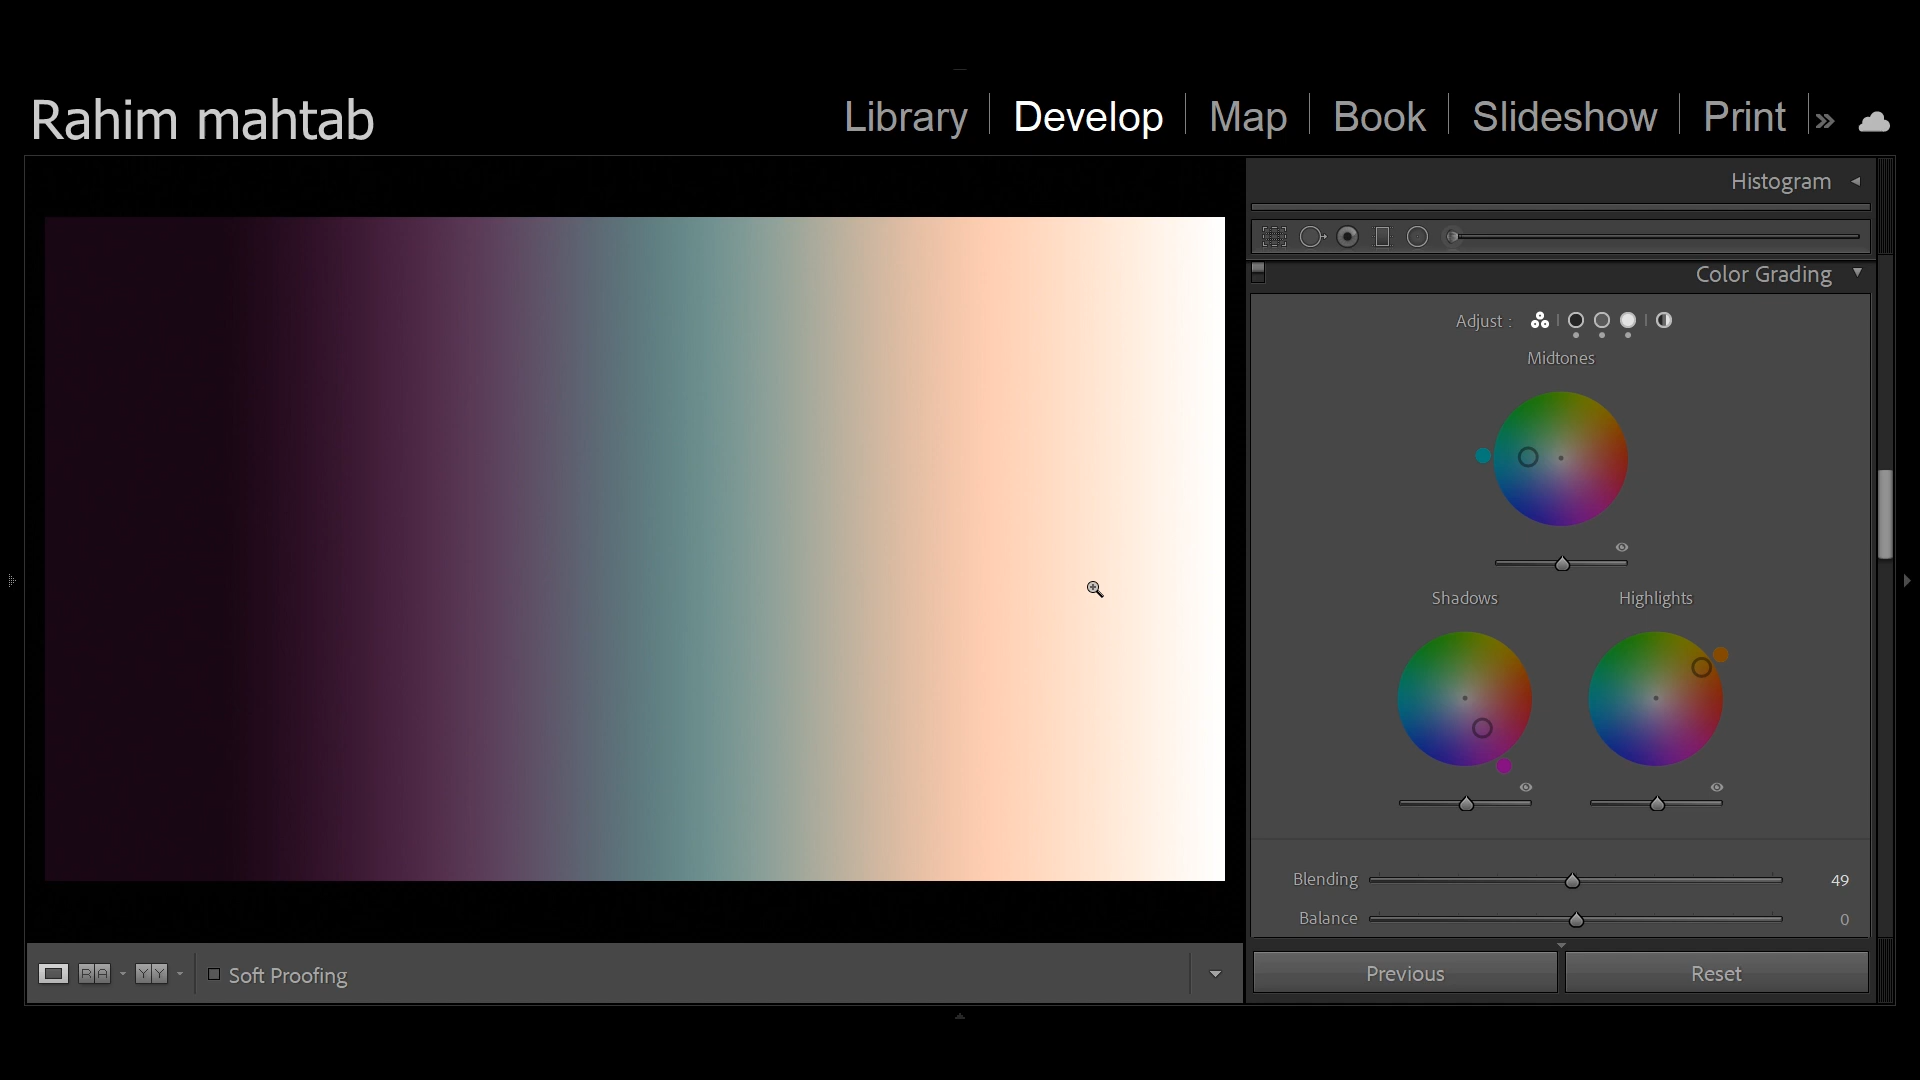 Rahim mahtab
Library Develop Map Book Slideshow Print
Histogram
Color Grading
Adjust :
Midtones
Shadows Highlights
Blending 49
Balance 0
Soft Proofing
Previous Reset